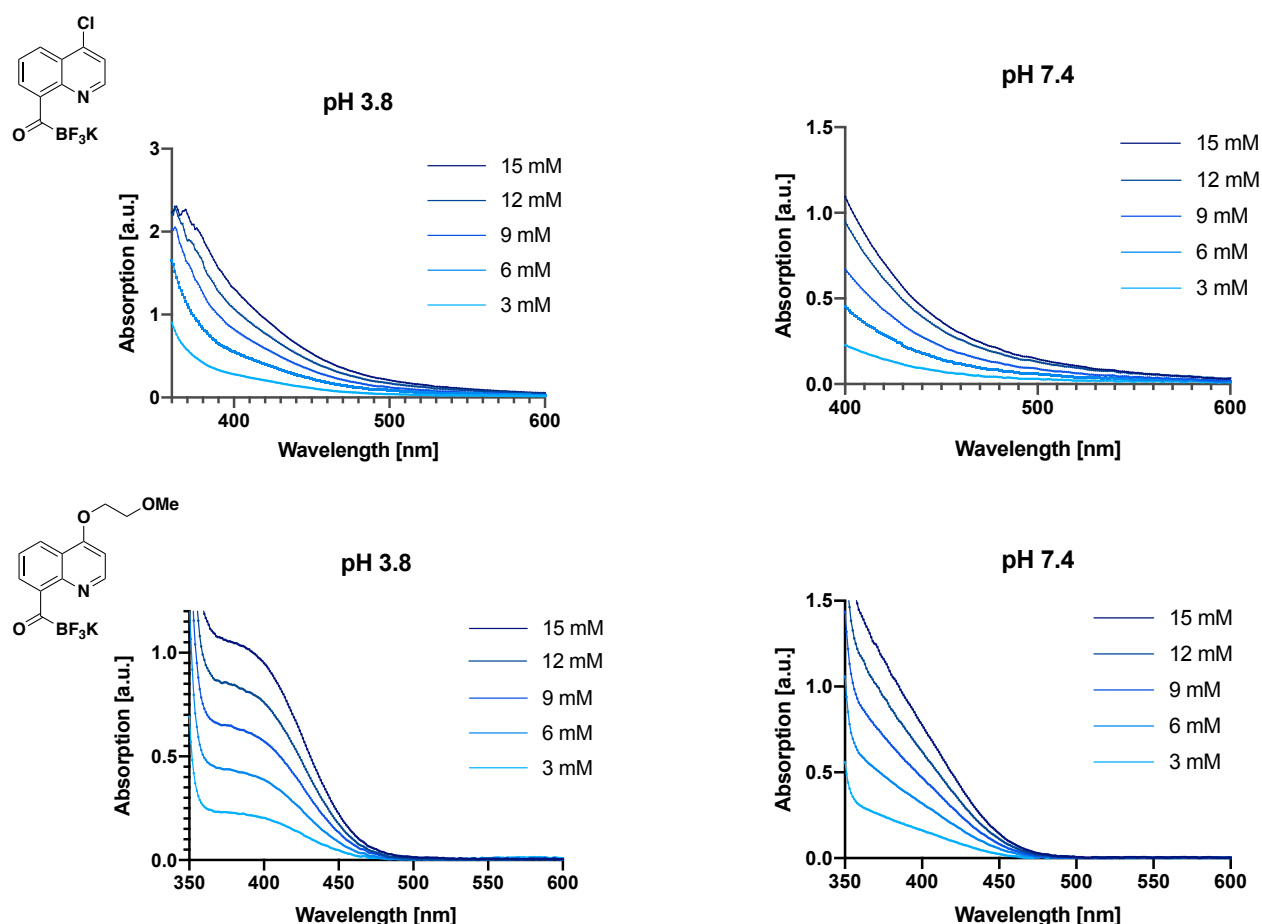 Cl
N
O
BF3K
pH 3.8
Absorption [a.u.]
3
2
1
0
400
500
600
Wavelength [nm]
15 mM
12 mM
9 mM
6 mM
3 mM
pH 7.4
Absorption [a.u.]
1.5
1.0
0.5
0.0
400
500
600
Wavelength [nm]
15 mM
12 mM
9 mM
6 mM
3 mM
OMe
O
N
O
BF3K
pH 3.8
Absorption [a.u.]
1.0
0.5
0.0
350
400
450
500
550
600
Wavelength [nm]
15 mM
12 mM
9 mM
6 mM
3 mM
pH 7.4
Absorption [a.u.]
1.5
1.0
0.5
0.0
350
400
450
500
550
600
Wavelength [nm]
15 mM
12 mM
9 mM
6 mM
3 mM